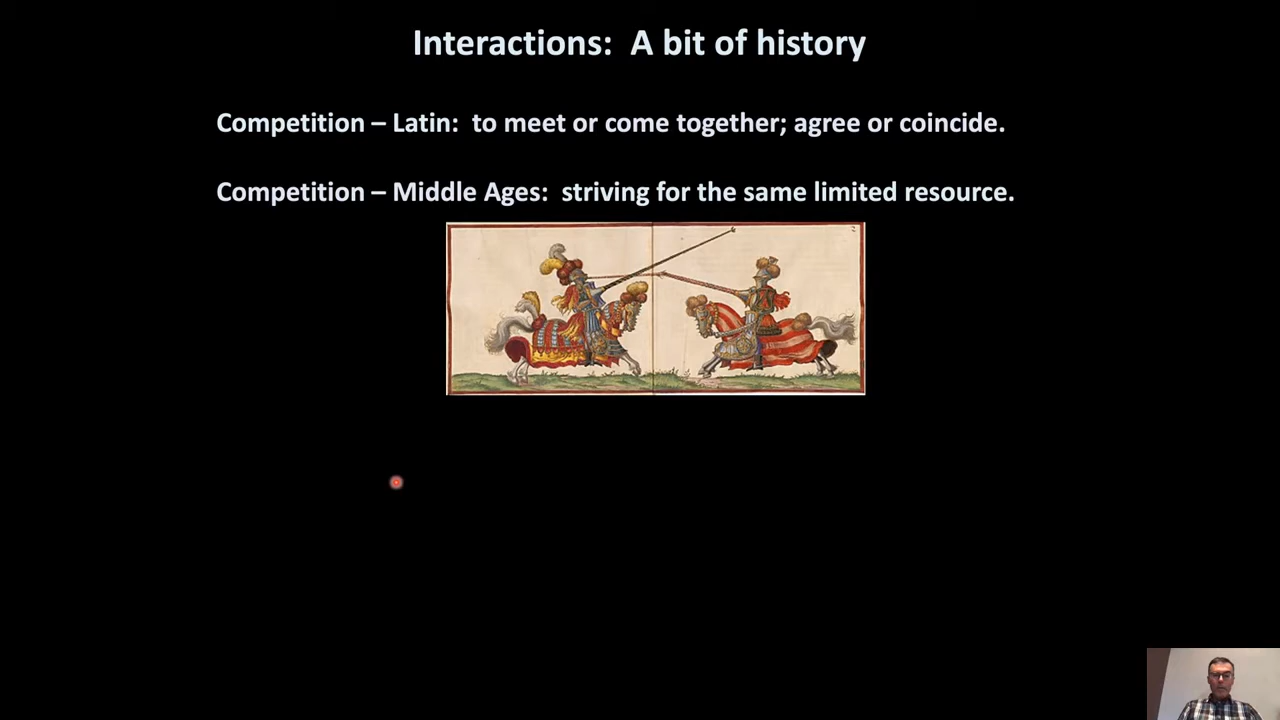 Interactions:  A bit of history
Competition – Latin:  to meet or come together; agree or coincide.
Competition – Middle Ages:  striving for the same limited resource.